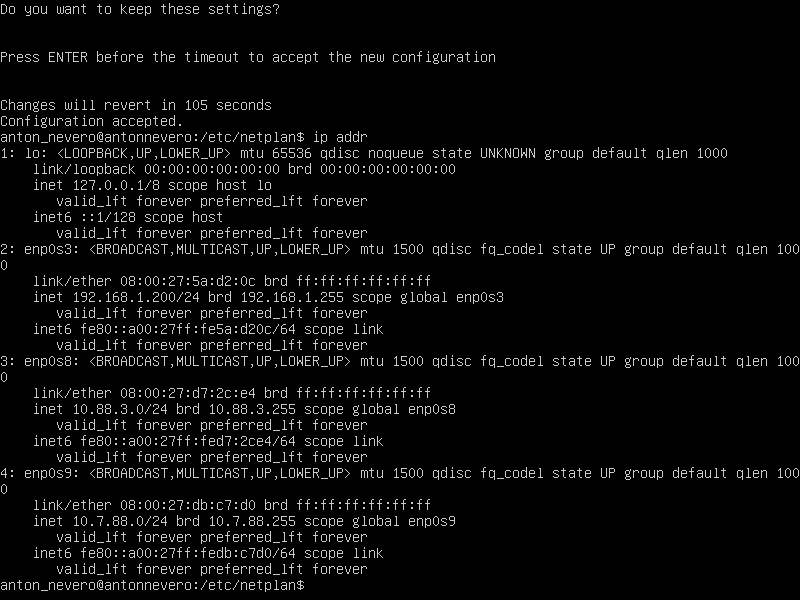 Do you want to keep these settings?
Press ENTER before the timeout to accept the new configuration
Changes will revert in 105 seconds
Configuration accepted.
anton_nevero@antonnevero:/etc/netplan$ ip addr
1: lo: <LOOPBACK,UP,LOWER_UP> mtu 65536 qdisc noqueue state UNKNOWN group default qlen 1000
    link/loopback 00:00:00:00:00:00 brd 00:00:00:00:00:00
    inet 127.0.0.1/8 scope host lo
       valid_lft forever preferred_lft forever
    inet6 ::1/128 scope host
       valid_lft forever preferred_lft forever
2: enp0s3: <BROADCAST,MULTICAST,UP,LOWER_UP> mtu 1500 qdisc fq_codel state UP group default qlen 100
0
    link/ether 08:00:27:5a:d2:0c brd ff:ff:ff:ff:ff:ff
    inet 192.168.1.200/24 brd 192.168.1.255 scope global enp0s3
       valid_lft forever preferred_lft forever
    inet6 fe80::a00:27ff:fe5a:d20c/64 scope link
       valid_lft forever preferred_lft forever
3: enp0s8: <BROADCAST,MULTICAST,UP,LOWER_UP> mtu 1500 qdisc fq_codel state UP group default qlen 100
0
    link/ether 08:00:27:d7:2c:e4 brd ff:ff:ff:ff:ff:ff
    inet 10.88.3.0/24 brd 10.88.3.255 scope global enp0s8
       valid_lft forever preferred_lft forever
    inet6 fe80::a00:27ff:fed7:2ce4/64 scope link
       valid_lft forever preferred_lft forever
4: enp0s9: <BROADCAST,MULTICAST,UP,LOWER_UP> mtu 1500 qdisc fq_codel state UP group default qlen 100
0
    link/ether 08:00:27:db:c7:d0 brd ff:ff:ff:ff:ff:ff
    inet 10.7.88.0/24 brd 10.7.88.255 scope global enp0s9
       valid_lft forever preferred_lft forever
    inet6 fe80::a00:27ff:fedb:c7d0/64 scope link
       valid_lft forever preferred_lft forever
anton_nevero@antonnevero:/etc/netplan$